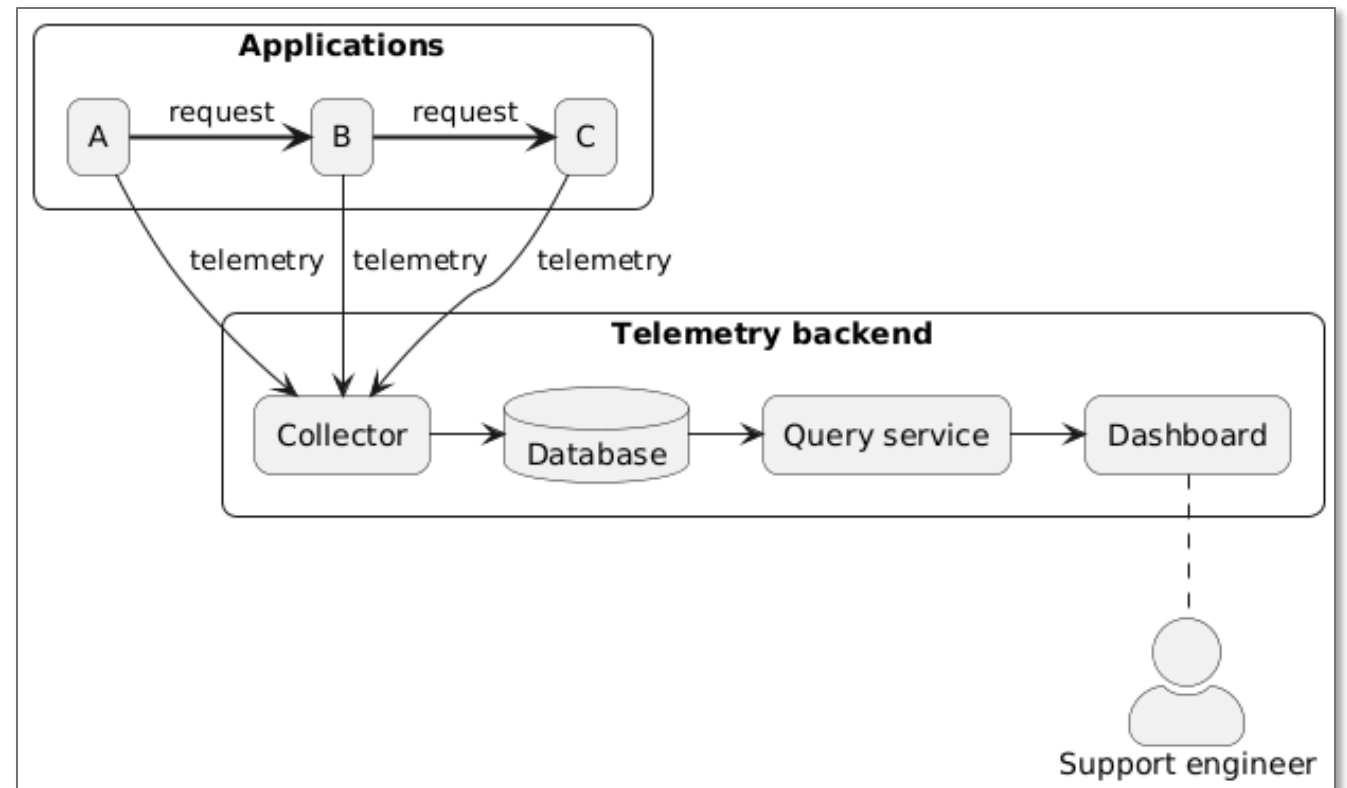 Applications
request
request
A
B
C
telemetry
telemetry
telemetry
Telemetry backend
Collector
Database
Query service
Dashboard
Support engineer